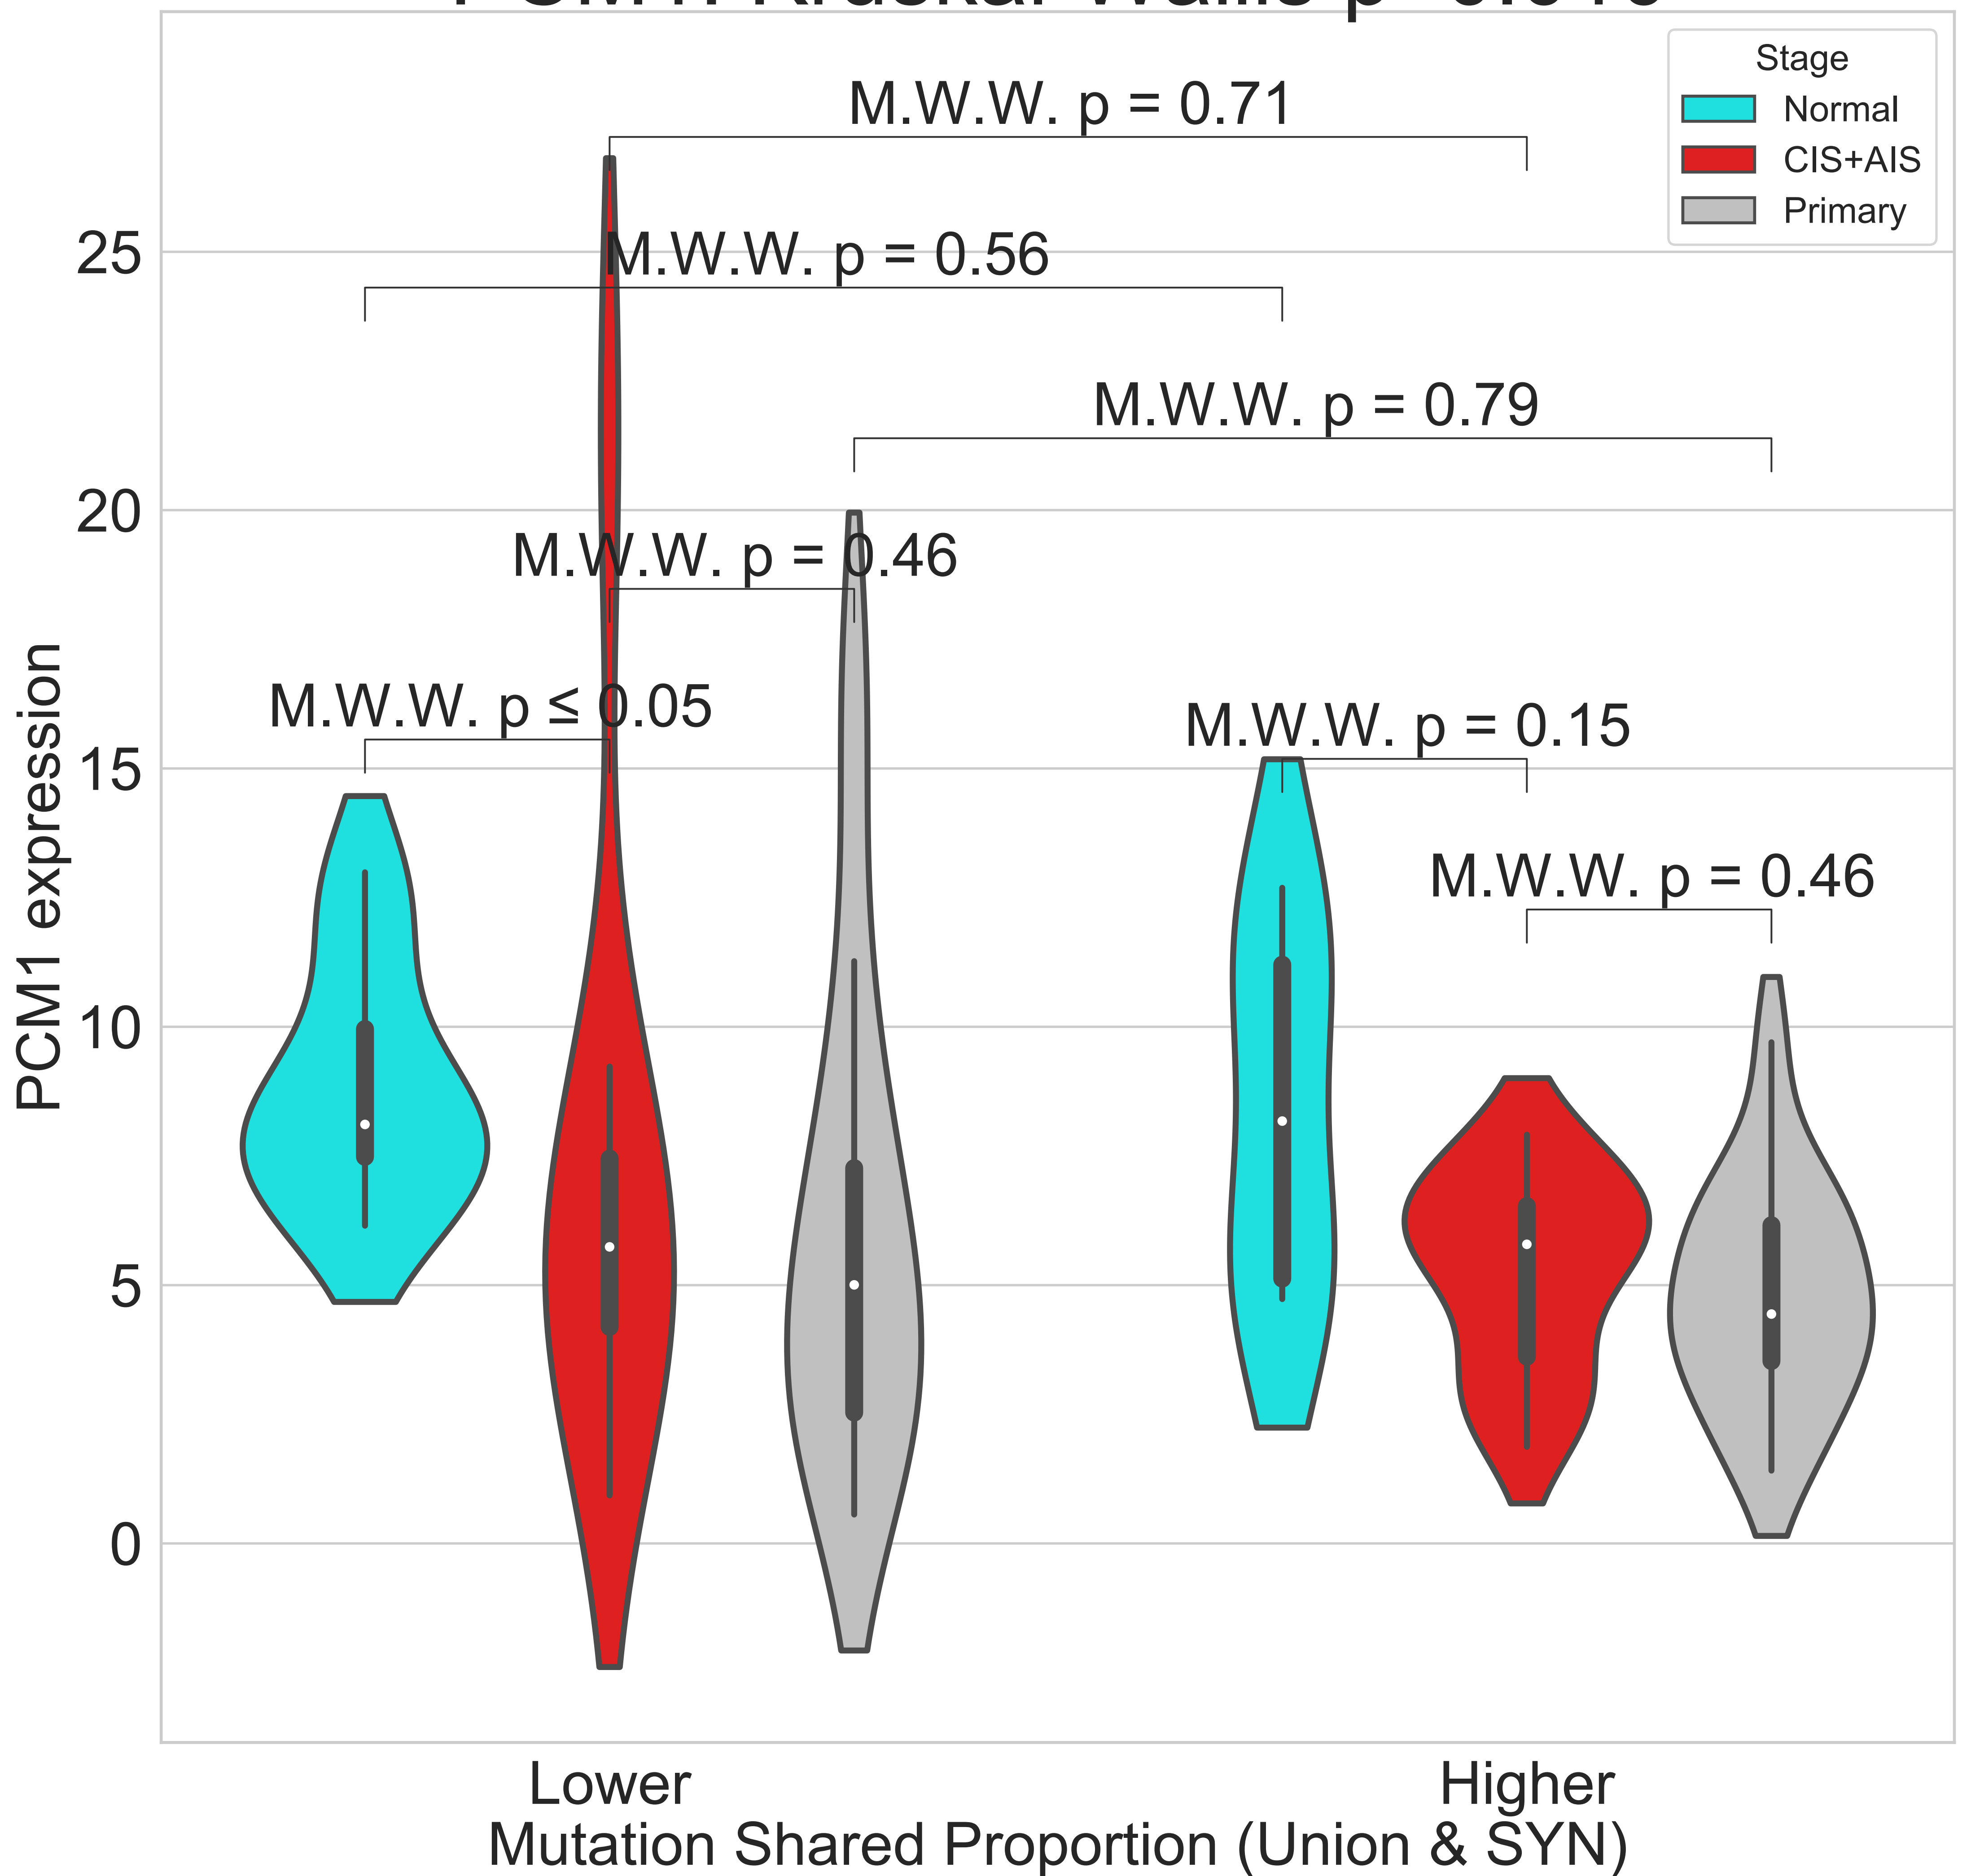 Stage
Normal
CIS+AIS
Primary
M.W.W. p = 0.71
M.W.W. p = 0.56
M.W.W. p = 0.79
M.W.W. p = 0.46
M.W.W. p ≤ 0.05
M.W.W. p = 0.15
M.W.W. p = 0.46
25
20
15
10
5
0
PCM1 expression
Lower
Higher
Mutation Shared Proportion (Union & SYN)